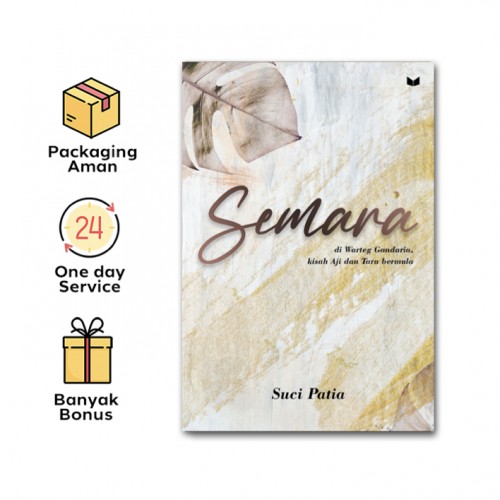 Packaging
Aman
24
One day
Service
Banyak
Bonus
Semara
di Warteg Gandaria,
kisah Aji dan Tara bermula
Suci Patia